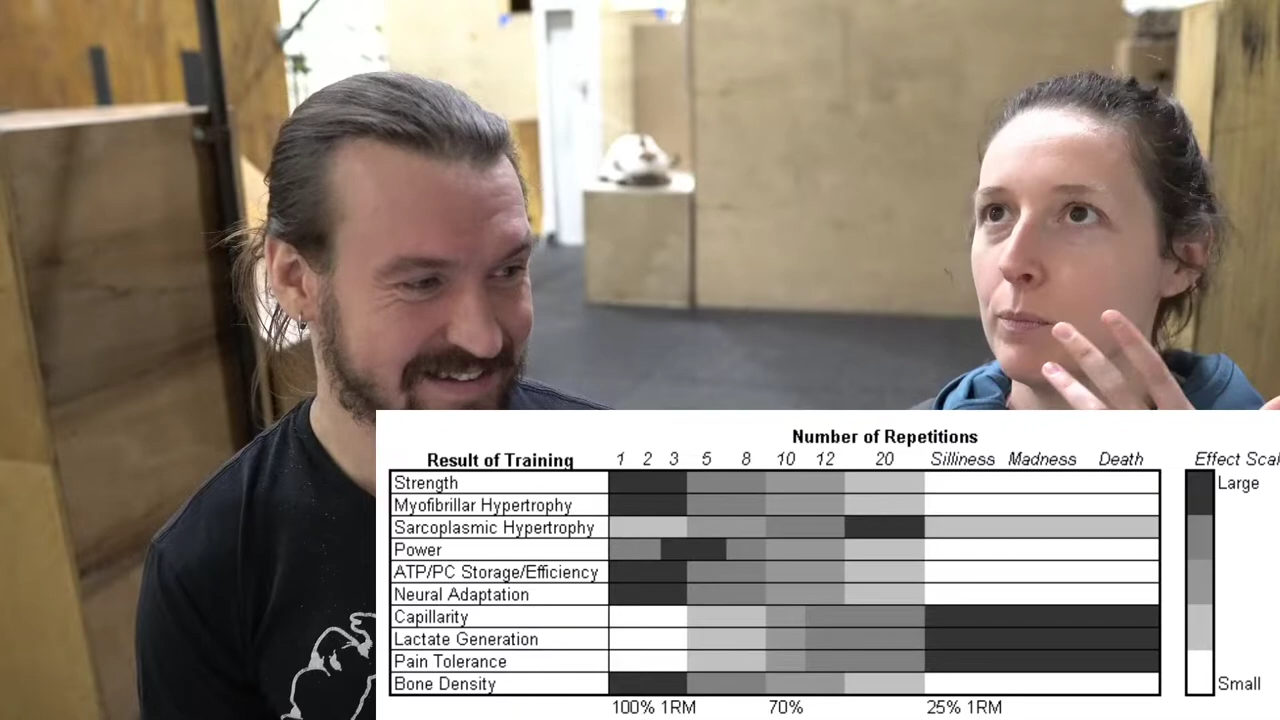 Number of Repetitions
Result of Training 1 2 3 5 8 10 12 20 Silliness Madness Death Effect Scal
Strength Large
Myofibrillar Hypertrophy
Sarcoplasmic Hypertrophy
Power
ATP/PC Storage/Efficiency
Neural Adaptation
Capillarity
Lactate Generation
Pain Tolerance
Bone Density Small
100% 1RM 70% 25% 1RM